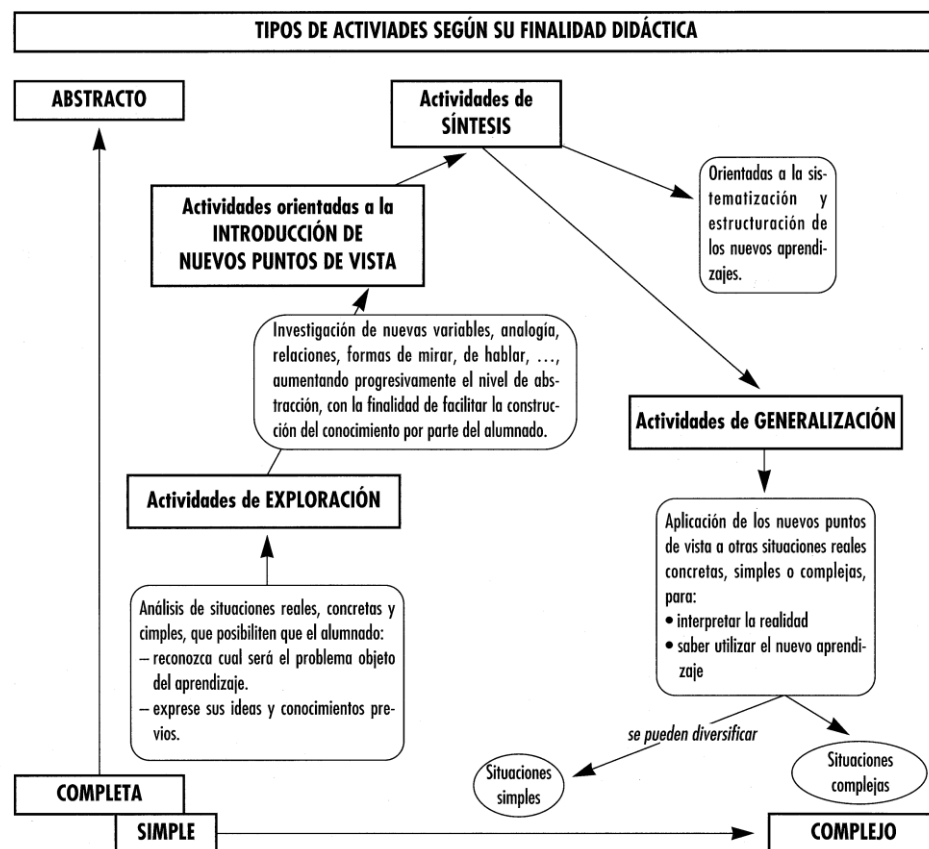 TIPOS DE ACTIVIADES SEGÚN SU FINALIDAD DIDÁCTICA
ABSTRACTO
Actividades de
SÍNTESIS
Orientadas a la sis-
tematización y
estructuración de
los nuevos aprendi-
zajes.
Actividades orientadas a la
INTRODUCCIÓN DE
NUEVOS PUNTOS DE VISTA
Investigación de nuevas variables, analogía,
relaciones, formas de mirar, de hablar, ...,
aumentando progresivamente el nivel de abs-
tracción, con la finalidad de facilitar la construc-
ción del conocimiento por parte del alumnado.
Actividades de GENERALIZACIÓN
Actividades de EXPLORACIÓN
Aplicación de los nuevos puntos
de vista a otras situaciones reales
concretas, simples o complejas,
para:
• interpretar la realidad
• saber utilizar el nuevo aprendi-
zaje
Análisis de situaciones reales, concretas y
cimples, que posibiliten que el alumnado:
– reconozca cual será el problema objeto
del aprendizaje.
– exprese sus ideas y conocimientos pre-
vios.
se pueden diversificar
Situaciones
simples
Situaciones
complejas
COMPLETA
SIMPLE
COMPLEJO